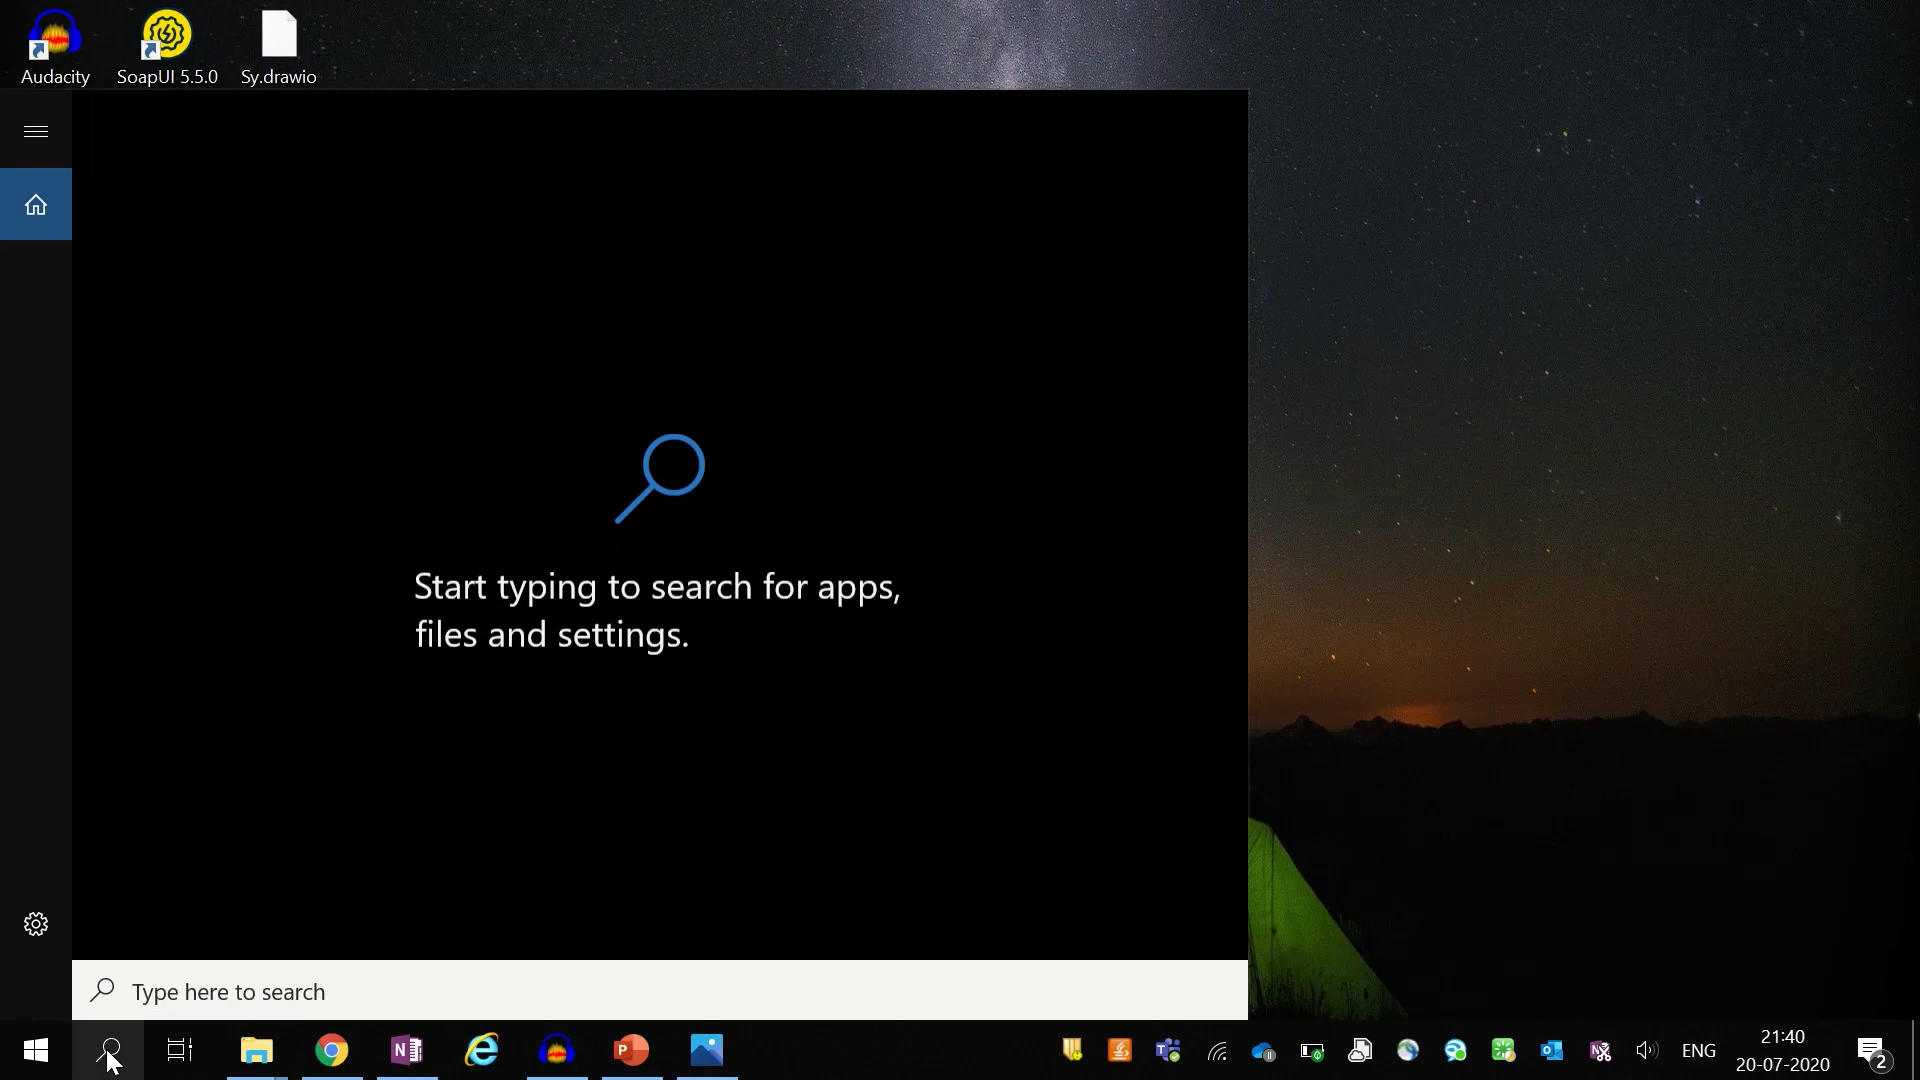 Audacity
SoapUI 5.5.0
Sy.drawio
Start typing to search for apps,
files and settings.
Type here to search
ENG
21:40
20-07-2020
2